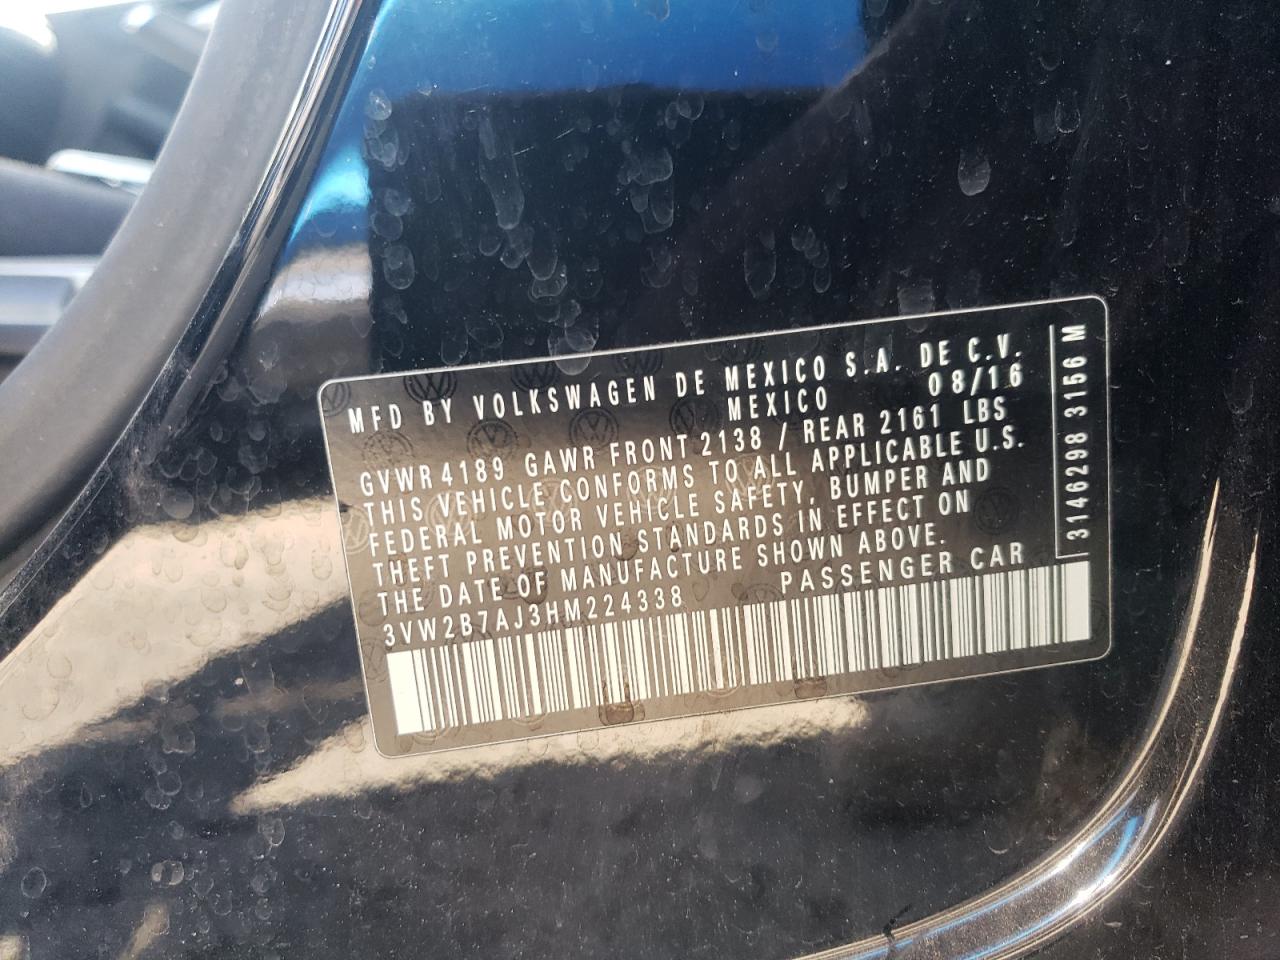 MFD BY VOLKSWAGEN DE MEXICO S.A. DE C.V.
MEXICO 08/16
GVWR 4189 GAWR FRONT 2138 / REAR 2161 LBS
THIS VEHICLE CONFORMS TO ALL APPLICABLE U.S.
FEDERAL MOTOR VEHICLE SAFETY, BUMPER AND
THEFT PREVENTION STANDARDS IN EFFECT ON
THE DATE OF MANUFACTURE SHOWN ABOVE.
3VW2B7AJ3HM224338 PASSENGER CAR
3146298 3156 M